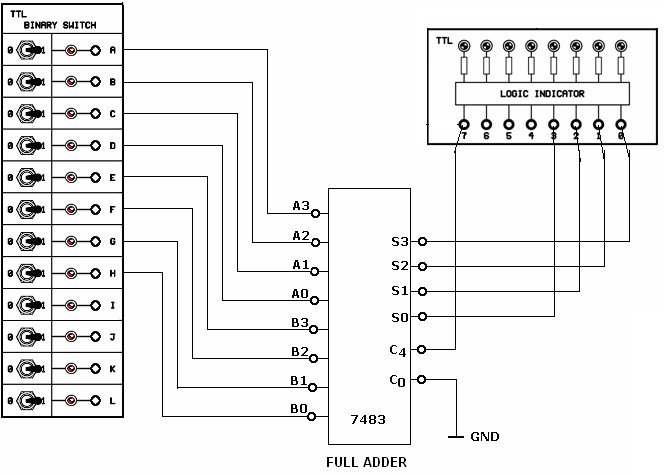 TTL
BINARY SWITCH
0 1 A
0 1 B
0 1 C
0 1 D
0 1 E
0 1 F
0 1 G
0 1 H
0 1 I
0 1 J
0 1 K
0 1 L
TTL
LOGIC INDICATOR
7 6 5 4 3 2 1 0
A3
A2
A1
A0
B3
B2
B1
B0
S3
S2
S1
S0
C4
C0
7483
GND
FULL ADDER